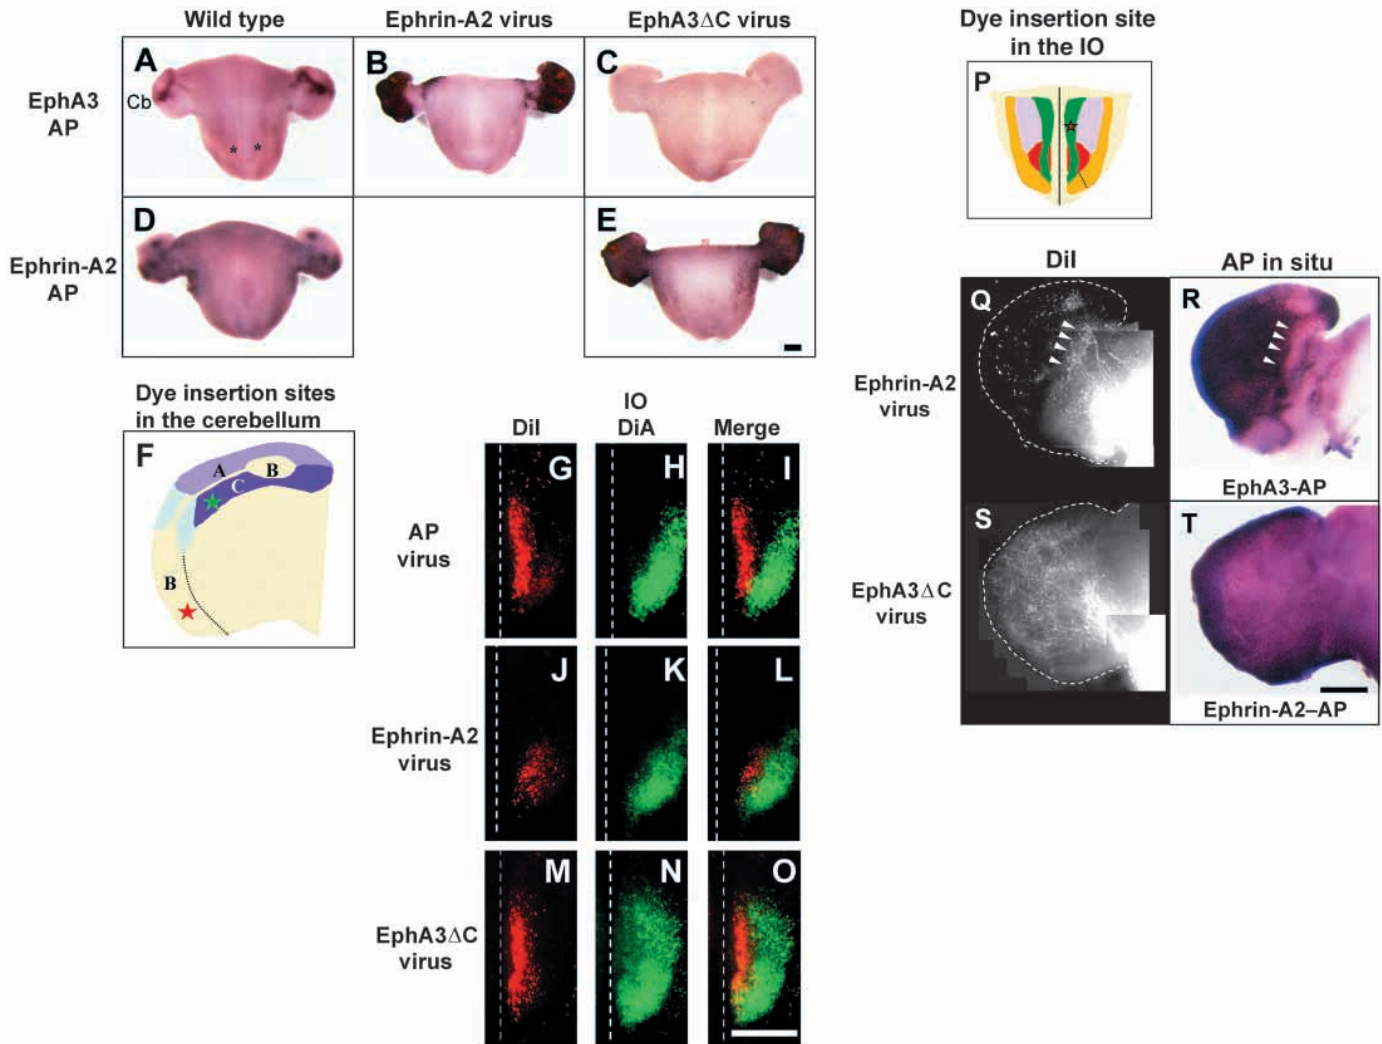 Wild type
Ephrin-A2 virus
EphA3ΔC virus
EphA3
AP
A
Cb
*
*
B
C
Ephrin-A2
AP
D
E
Dye insertion sites
in the cerebellum
F
A
B
C
B
IO
DiI
DiA
Merge
AP
virus
G
H
I
Ephrin-A2
virus
J
K
L
EphA3ΔC
virus
M
N
O
Dye insertion site
in the IO
P
DiI
AP in situ
Ephrin-A2
virus
Q
R
EphA3-AP
EphA3ΔC
virus
S
T
Ephrin-A2–AP